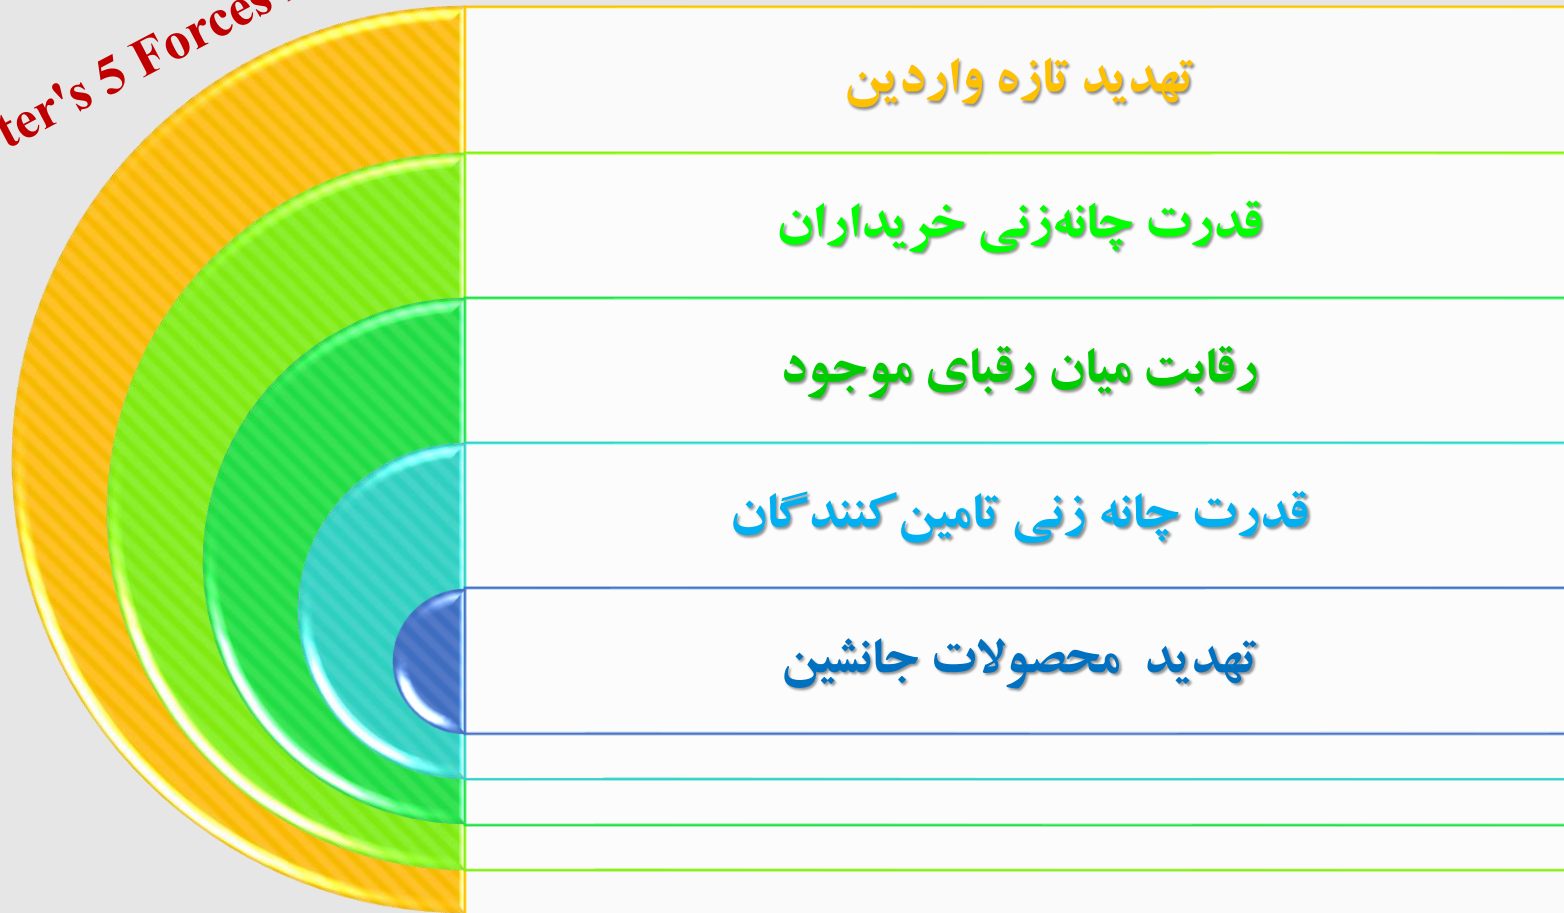 ter's 5 Forces
تهدید تازه واردین
قدرت چانه‌زنی خریداران
رقابت میان رقبای موجود
قدرت چانه زنی تامین کنندگان
تهدید محصولات جانشین